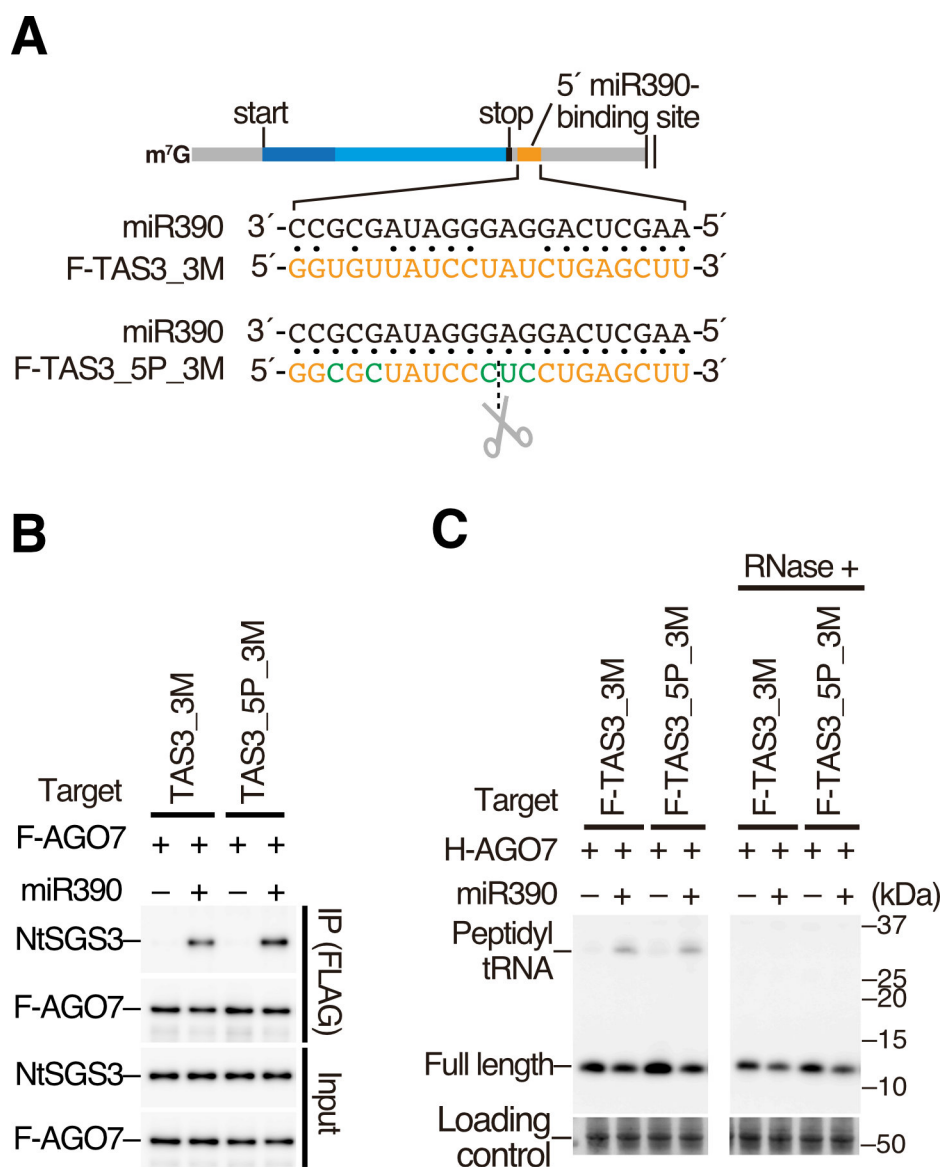 A
5´ miR390-
binding site
start
stop
m⁷G
miR390 3´-CCGCGAUAGGGAGGACUCGAA-5´
F-TAS3_3M 5´-GGUGUUAUCCUAUCUGAGCUU-3´
miR390 3´-CCGCGAUAGGGAGGACUCGAA-5´
F-TAS3_5P_3M 5´-GGCGCUAUCCCUCCUGAGCUU-3´
B
Target TAS3_3M TAS3_5P_3M
F-AGO7 + + + +
miR390 − + − +
NtSGS3
F-AGO7
IP (FLAG)
NtSGS3
F-AGO7
Input
C
RNase +
Target F-TAS3_3M F-TAS3_5P_3M F-TAS3_3M F-TAS3_5P_3M
H-AGO7 + + + + + + + +
miR390 − + − + − + − + (kDa)
Peptidyl
tRNA
Full length
Loading
control
37
25
20
15
10
50